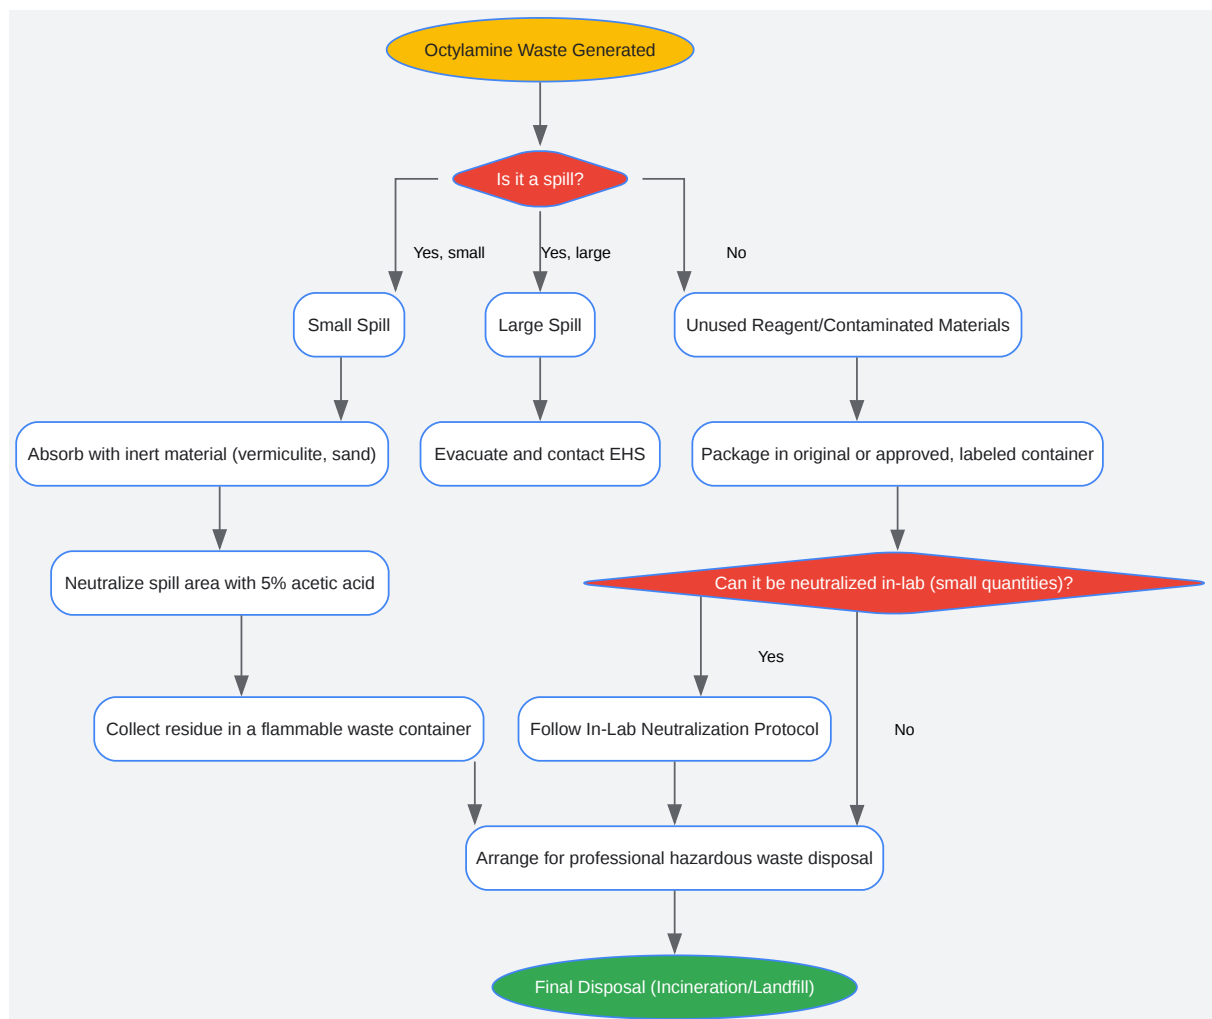 Octylamine Waste Generated
Is it a spill?
Yes, small
Yes, large
No
Small Spill
Large Spill
Unused Reagent/Contaminated Materials
Absorb with inert material (vermiculite, sand)
Evacuate and contact EHS
Package in original or approved, labeled container
Neutralize spill area with 5% acetic acid
Can it be neutralized in-lab (small quantities)?
Yes
Collect residue in a flammable waste container
Follow In-Lab Neutralization Protocol
No
Arrange for professional hazardous waste disposal
Final Disposal (Incineration/Landfill)